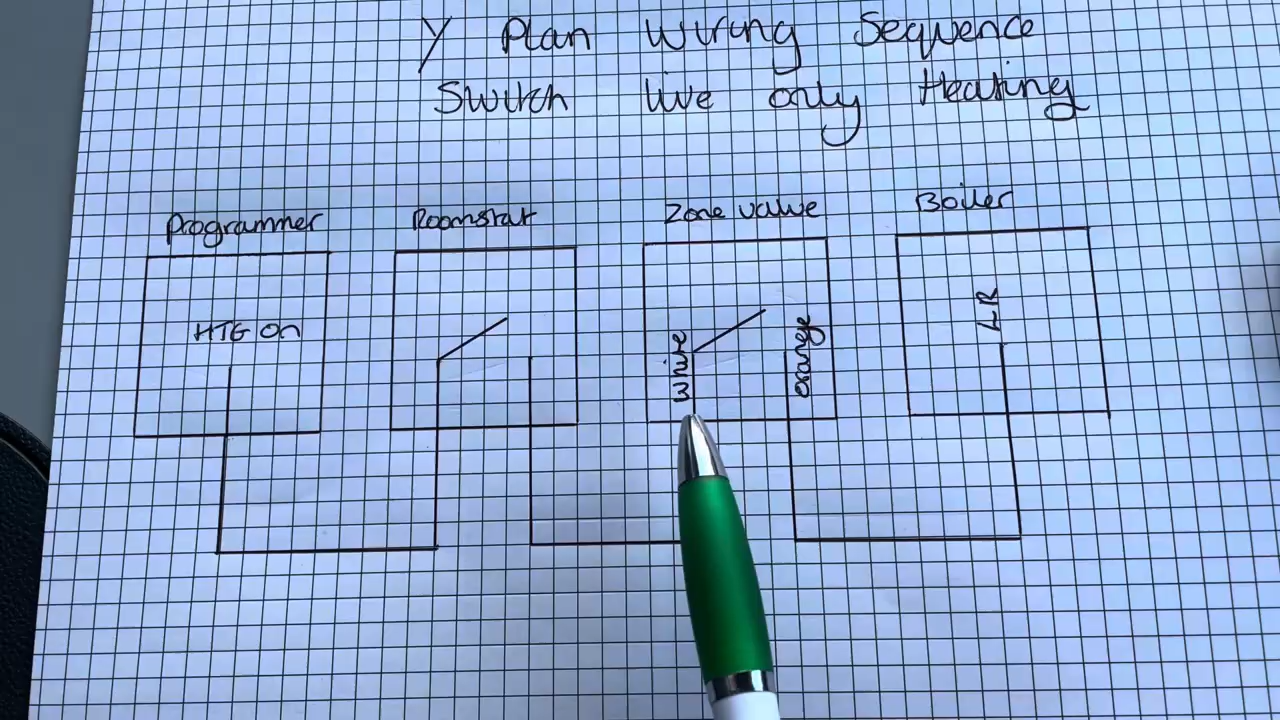 Y Plan Wiring Sequence
Switch live only Heating
Programmer Roomstat Zone valve Boiler
HTG On
white
orange
LR